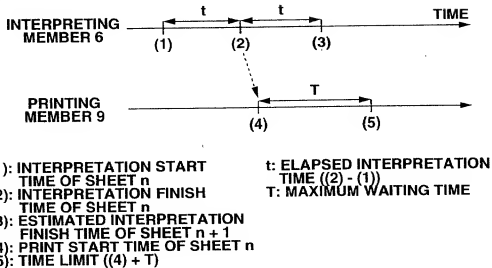 INTERPRETING
MEMBER 6
t
t
TIME
(1)
(2)
(3)
PRINTING
MEMBER 9
T
(4)
(5)
): INTERPRETATION START
TIME OF SHEET n
): INTERPRETATION FINISH
TIME OF SHEET n
): ESTIMATED INTERPRETATION
FINISH TIME OF SHEET n + 1
): PRINT START TIME OF SHEET n
): TIME LIMIT ((4) + T)
t: ELAPSED INTERPRETATION
TIME ((2) - (1))
T: MAXIMUM WAITING TIME